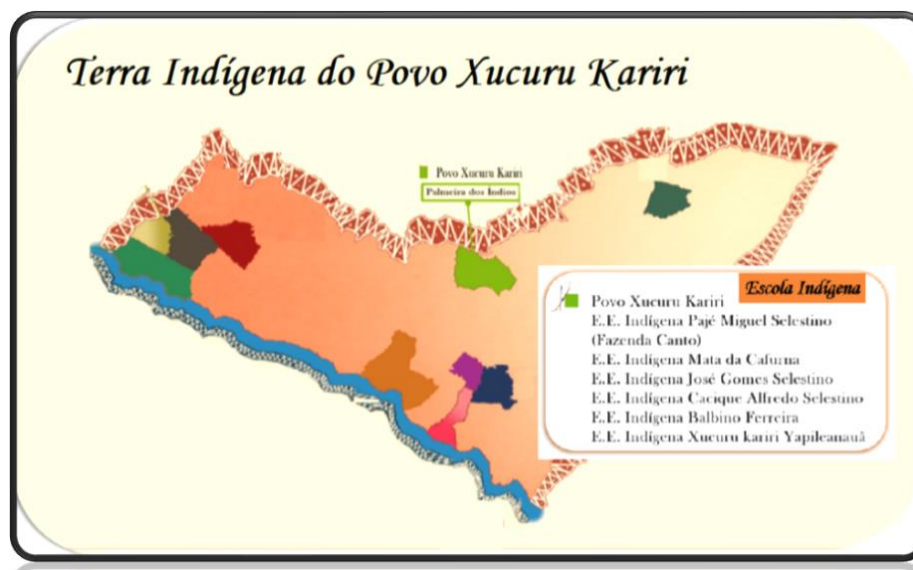 Terra Indígena do Povo Xucuru Kariri
Povo Xucuru Kariri
Palmeira dos Índios
Escola Indígena
Povo Xucuru Kariri
E.E. Indígena Pajé Miguel Selestino
(Fazenda Canto)
E.E. Indígena Mata da Cafurna
E.E. Indígena José Gomes Selestino
E.E. Indígena Cacique Alfredo Selestino
E.E. Indígena Balbino Ferreira
E.E. Indígena Xucuru kariri Yapileanauã